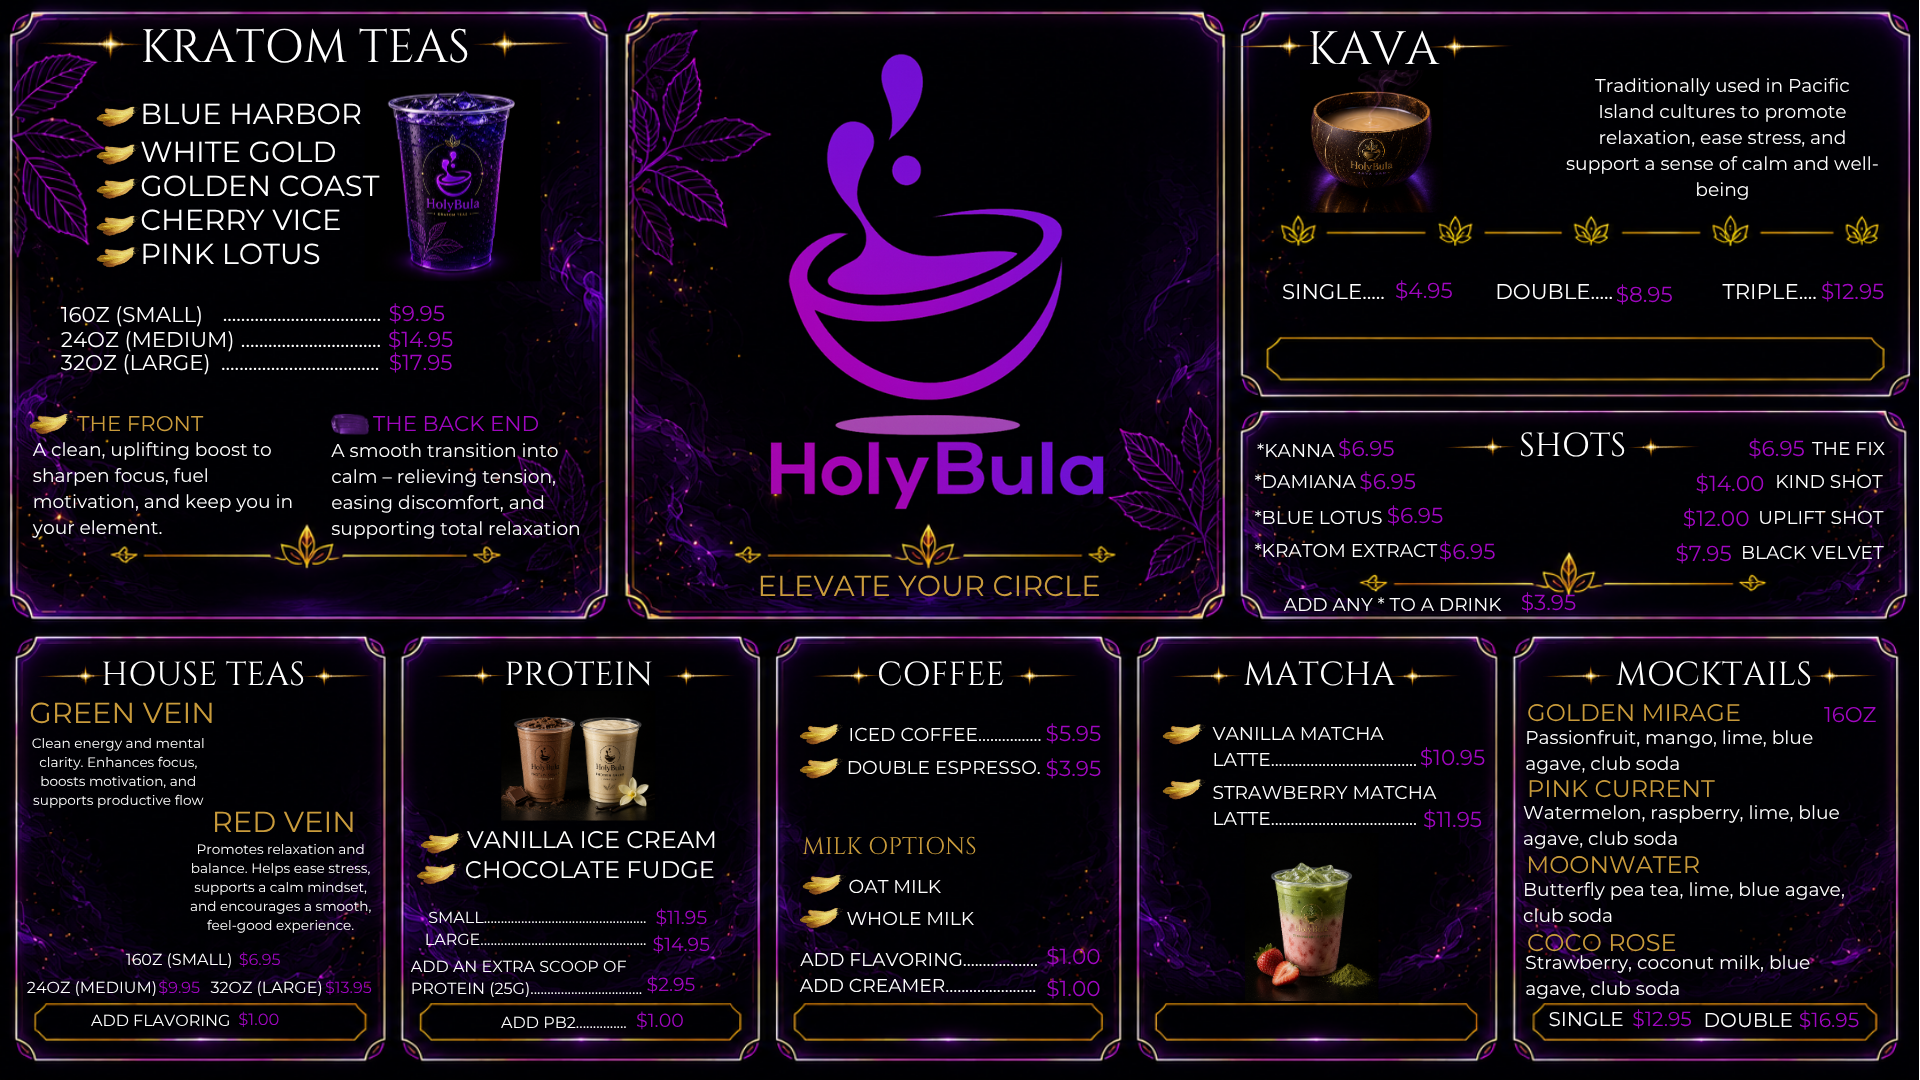 KRATOM TEAS
BLUE HARBOR
WHITE GOLD
GOLDEN COAST
CHERRY VICE
PINK LOTUS
HolyBula
16OZ (SMALL) ................................... $9.95
24OZ (MEDIUM) ............................... $14.95
32OZ (LARGE) ................................... $17.95
THE FRONT
A clean, uplifting boost to
sharpen focus, fuel
motivation, and keep you in
your element.
THE BACK END
A smooth transition into
calm – relieving tension,
easing discomfort, and
supporting total relaxation
HolyBula
ELEVATE YOUR CIRCLE
KAVA
HolyBula
Traditionally used in Pacific
Island cultures to promote
relaxation, ease stress, and
support a sense of calm and well-
being
SINGLE..... $4.95 DOUBLE..... $8.95 TRIPLE.... $12.95
SHOTS
*KANNA $6.95
*DAMIANA $6.95
*BLUE LOTUS $6.95
*KRATOM EXTRACT $6.95
$6.95 THE FIX
$14.00 KIND SHOT
$12.00 UPLIFT SHOT
$7.95 BLACK VELVET
ADD ANY * TO A DRINK $3.95
HOUSE TEAS
GREEN VEIN
Clean energy and mental
clarity. Enhances focus,
boosts motivation, and
supports productive flow
RED VEIN
Promotes relaxation and
balance. Helps ease stress,
supports a calm mindset,
and encourages a smooth,
feel-good experience.
16OZ (SMALL) $6.95
24OZ (MEDIUM) $9.95 32OZ (LARGE) $13.95
ADD FLAVORING $1.00
PROTEIN
HolyBula HolyBula
VANILLA ICE CREAM
CHOCOLATE FUDGE
SMALL............................................. $11.95
LARGE.............................................. $14.95
ADD AN EXTRA SCOOP OF
PROTEIN (25G)............................... $2.95
ADD PB2.............. $1.00
COFFEE
ICED COFFEE................ $5.95
DOUBLE ESPRESSO. $3.95
MILK OPTIONS
OAT MILK
WHOLE MILK
ADD FLAVORING................... $1.00
ADD CREAMER....................... $1.00
MATCHA
VANILLA MATCHA
LATTE..................................... $10.95
STRAWBERRY MATCHA
LATTE..................................... $11.95
MOCKTAILS
GOLDEN MIRAGE 16OZ
Passionfruit, mango, lime, blue
agave, club soda
PINK CURRENT
Watermelon, raspberry, lime, blue
agave, club soda
MOONWATER
Butterfly pea tea, lime, blue agave,
club soda
COCO ROSE
Strawberry, coconut milk, blue
agave, club soda
SINGLE $12.95 DOUBLE $16.95